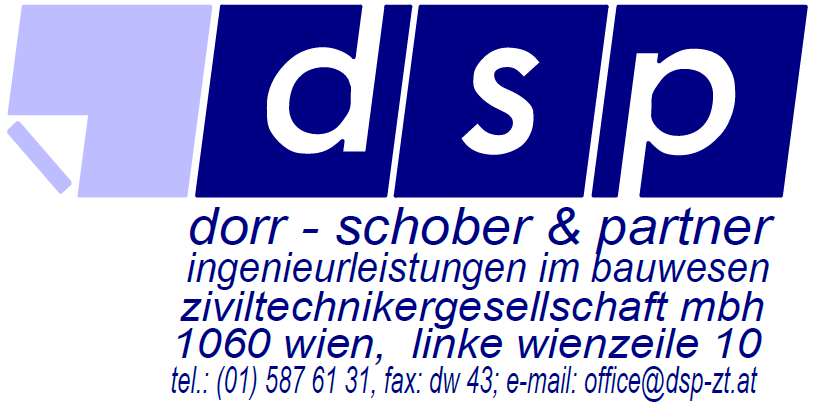 dsp
dorr - schober & partner
ingenieurleistungen im bauwesen
ziviltechnikergesellschaft mbh
1060 wien, linke wienzeile 10
tel.: (01) 587 61 31, fax: dw 43; e-mail: office@dsp-zt.at